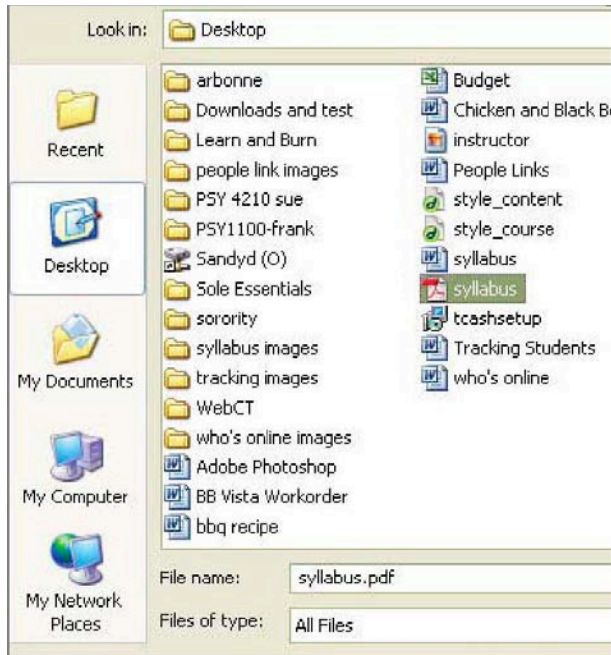 Look in:
Desktop
Recent
Desktop
My Documents
My Computer
My Network
Places
arbonne
Downloads and test
Learn and Burn
people link images
PSY 4210 sue
PSY1100-frank
Sandyd (O)
Sole Essentials
sorority
syllabus images
tracking images
WebCT
who's online images
Adobe Photoshop
BB Vista Workorder
bbq recipe
Budget
Chicken and Black
instructor
People Links
style_content
style_course
syllabus
syllabus
tcashsetup
Tracking Students
who's online
File name:
syllabus.pdf
Files of type:
All Files